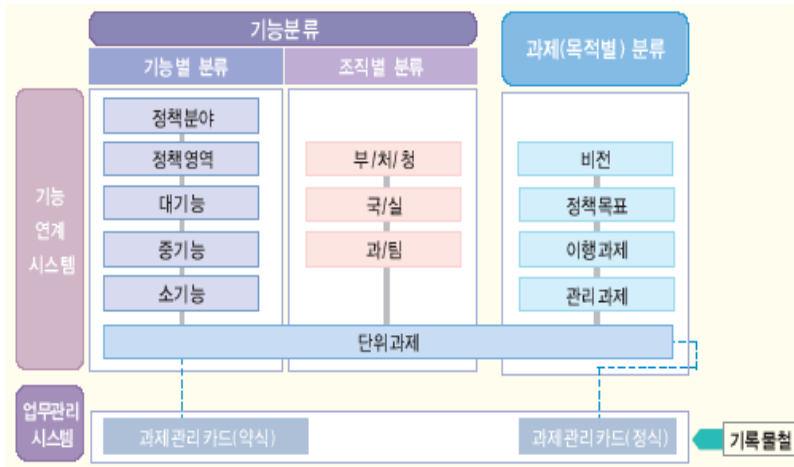 기능분류
과제(목적별) 분류
기능별 분류
조직별 분류
기능
연계
시스템
정책분야
정책영역
대기능
중기능
소기능
부/처/청
국/실
과/팀
비전
정책목표
이행과제
관리과제
단위과제
업무관리
시스템
과제관리카드(약식)
과제관리카드(정식)
기록물철